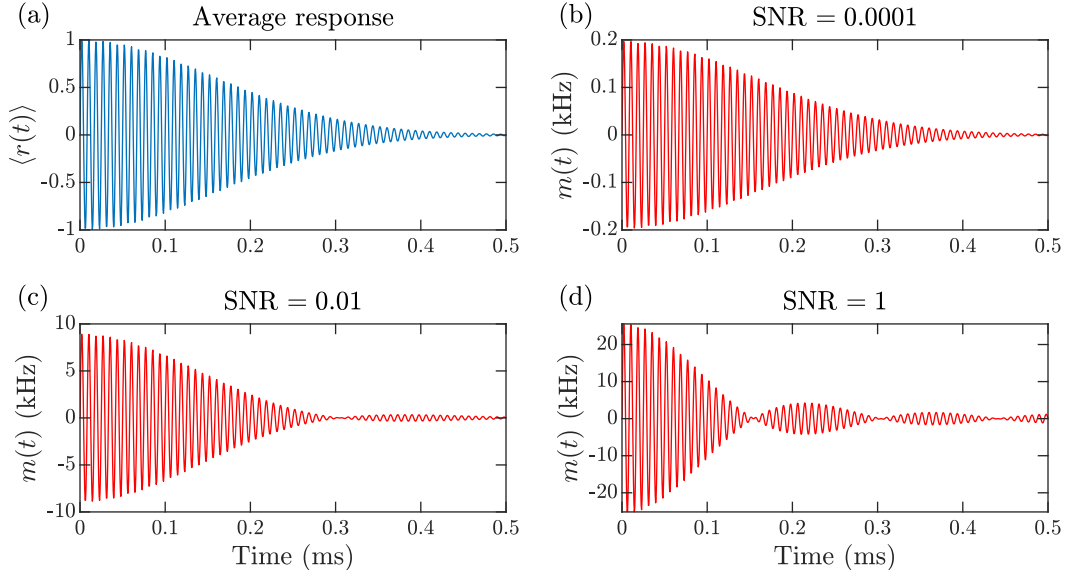 (a) Average response
1
0.5
0
-0.5
-1
⟨r(t)⟩
0 0.1 0.2 0.3 0.4 0.5
(b) SNR = 0.0001
0.2
0.1
0
-0.1
-0.2
m(t) (kHz)
0 0.1 0.2 0.3 0.4 0.5
(c) SNR = 0.01
10
5
0
-5
-10
m(t) (kHz)
0 0.1 0.2 0.3 0.4 0.5
Time (ms)
(d) SNR = 1
20
10
0
-10
-20
m(t) (kHz)
0 0.1 0.2 0.3 0.4 0.5
Time (ms)